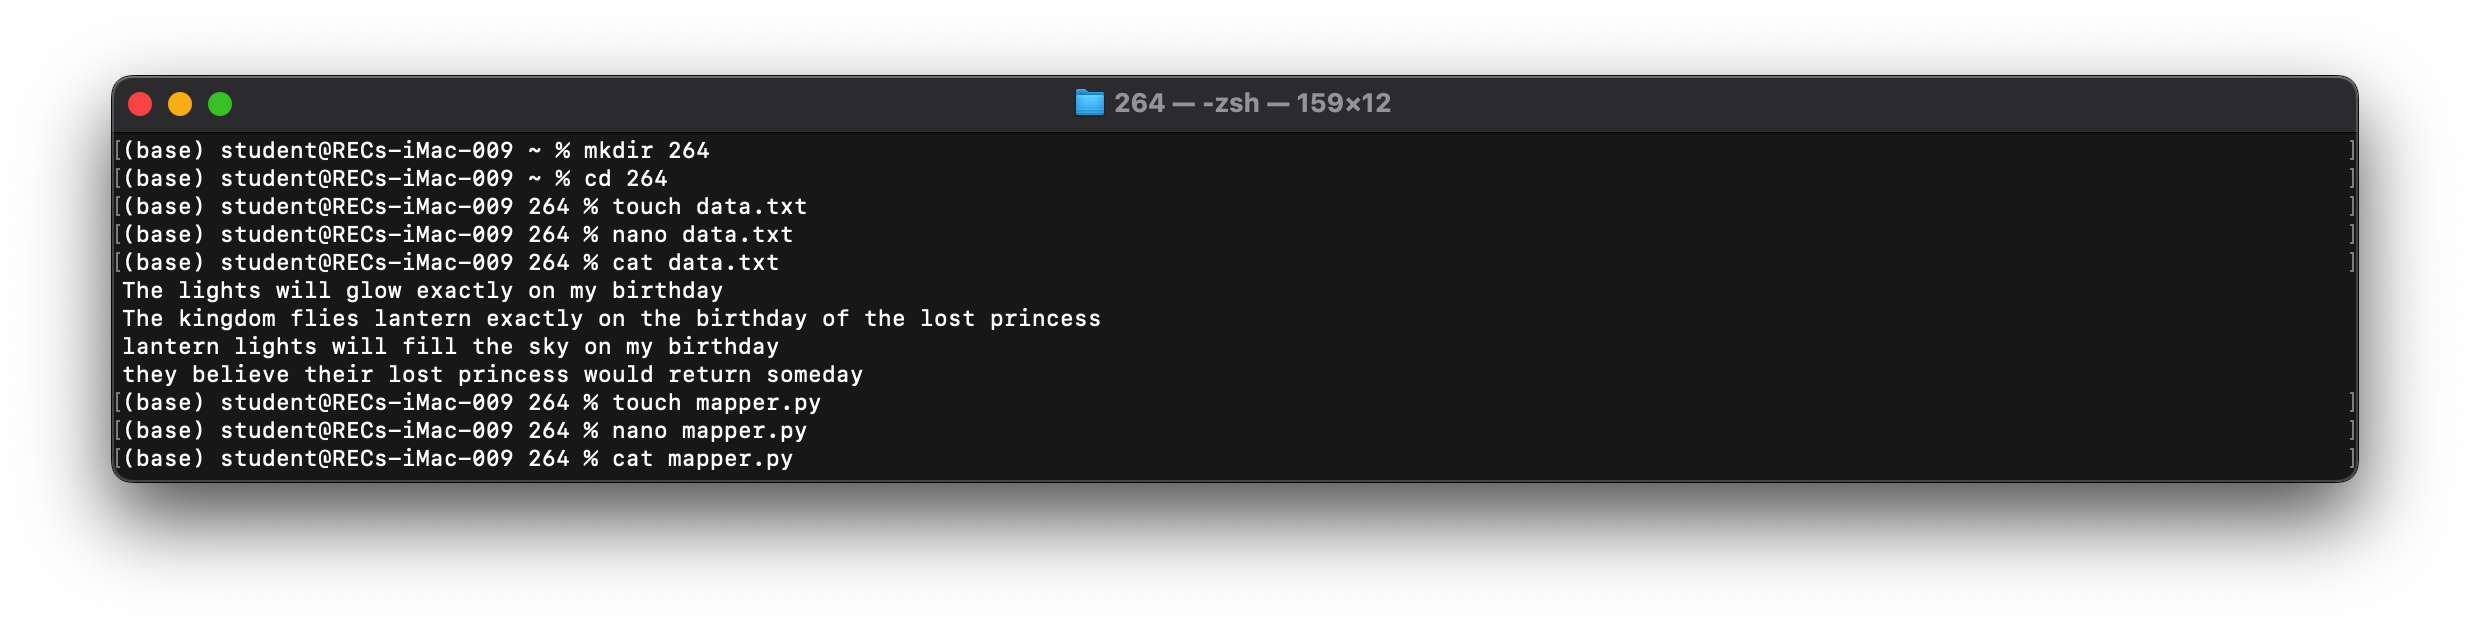 264 — -zsh — 159×12
[(base) student@RECs-iMac-009 ~ % mkdir 264 ]
[(base) student@RECs-iMac-009 ~ % cd 264 ]
[(base) student@RECs-iMac-009 264 % touch data.txt ]
[(base) student@RECs-iMac-009 264 % nano data.txt ]
[(base) student@RECs-iMac-009 264 % cat data.txt ]
The lights will glow exactly on my birthday
The kingdom flies lantern exactly on the birthday of the lost princess
lantern lights will fill the sky on my birthday
they believe their lost princess would return someday
[(base) student@RECs-iMac-009 264 % touch mapper.py ]
[(base) student@RECs-iMac-009 264 % nano mapper.py ]
[(base) student@RECs-iMac-009 264 % cat mapper.py ]